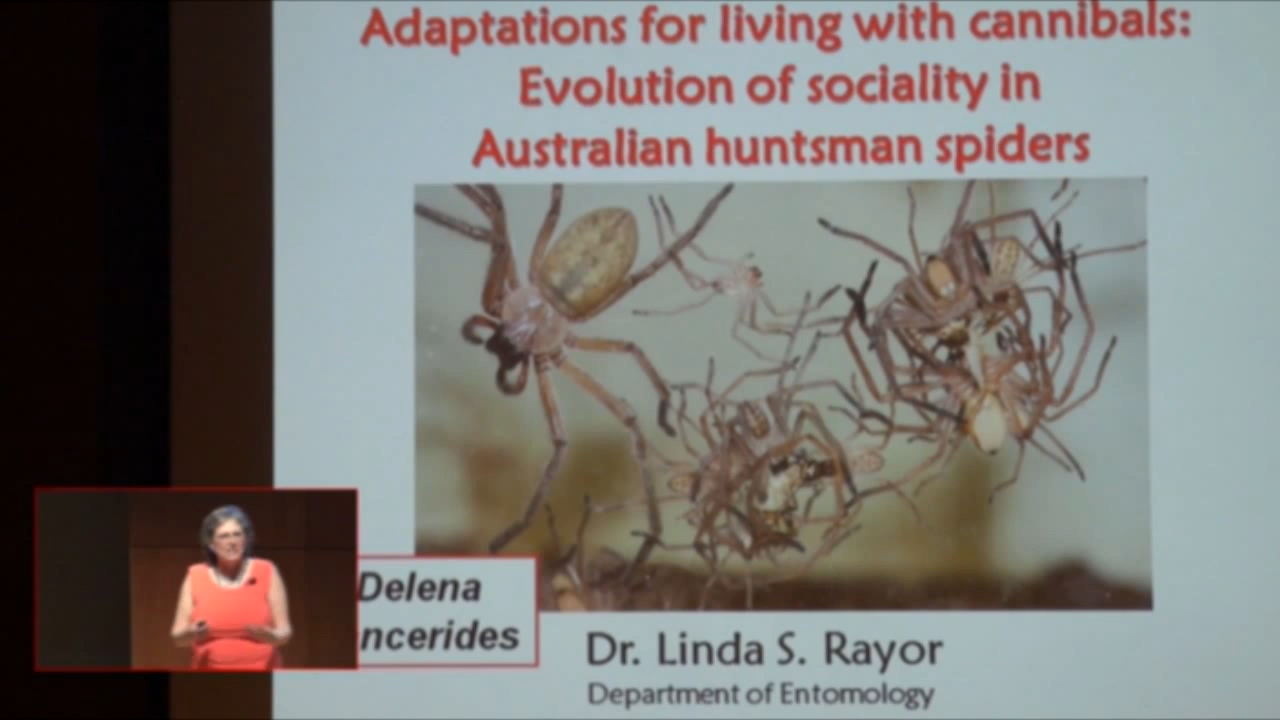 Adaptations for living with cannibals:
Evolution of sociality in
Australian huntsman spiders
Delena
ncerides
Dr. Linda S. Rayor
Department of Entomology